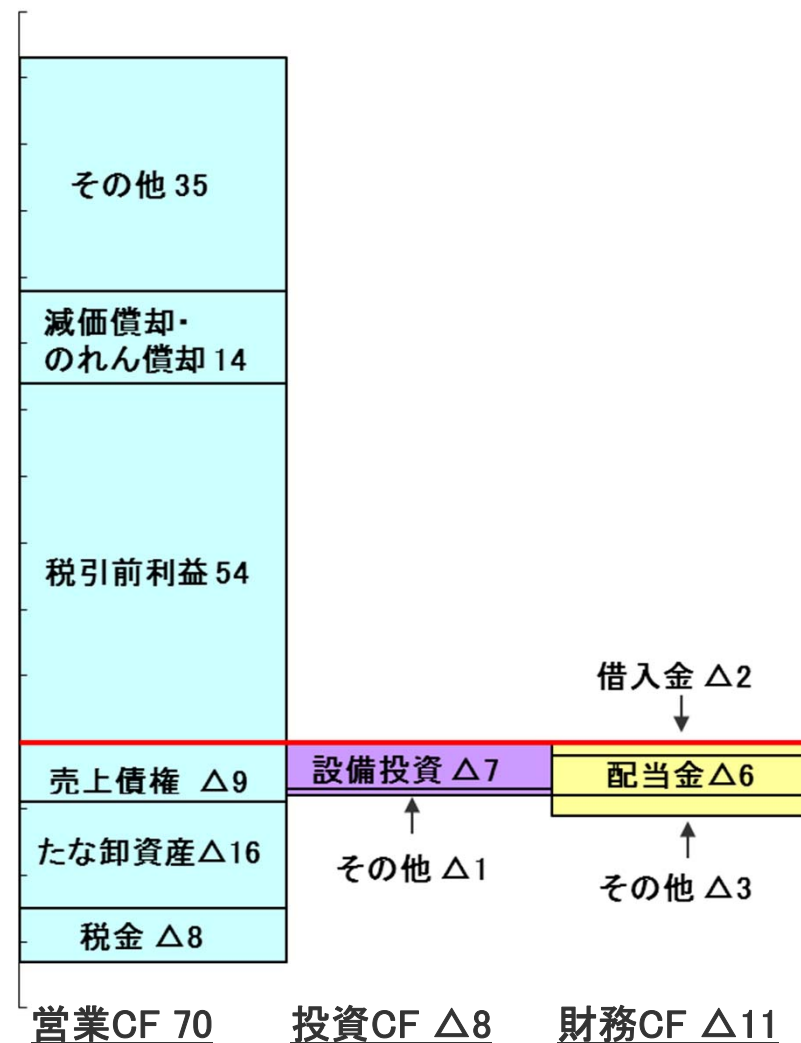 その他 35
減価償却・
のれん償却 14
税引前利益 54
借入金 △2
売上債権 △9
設備投資 △7
配当金△6
たな卸資産△16
その他 △1
その他 △3
税金 △8
営業CF 70
投資CF △8
財務CF △11